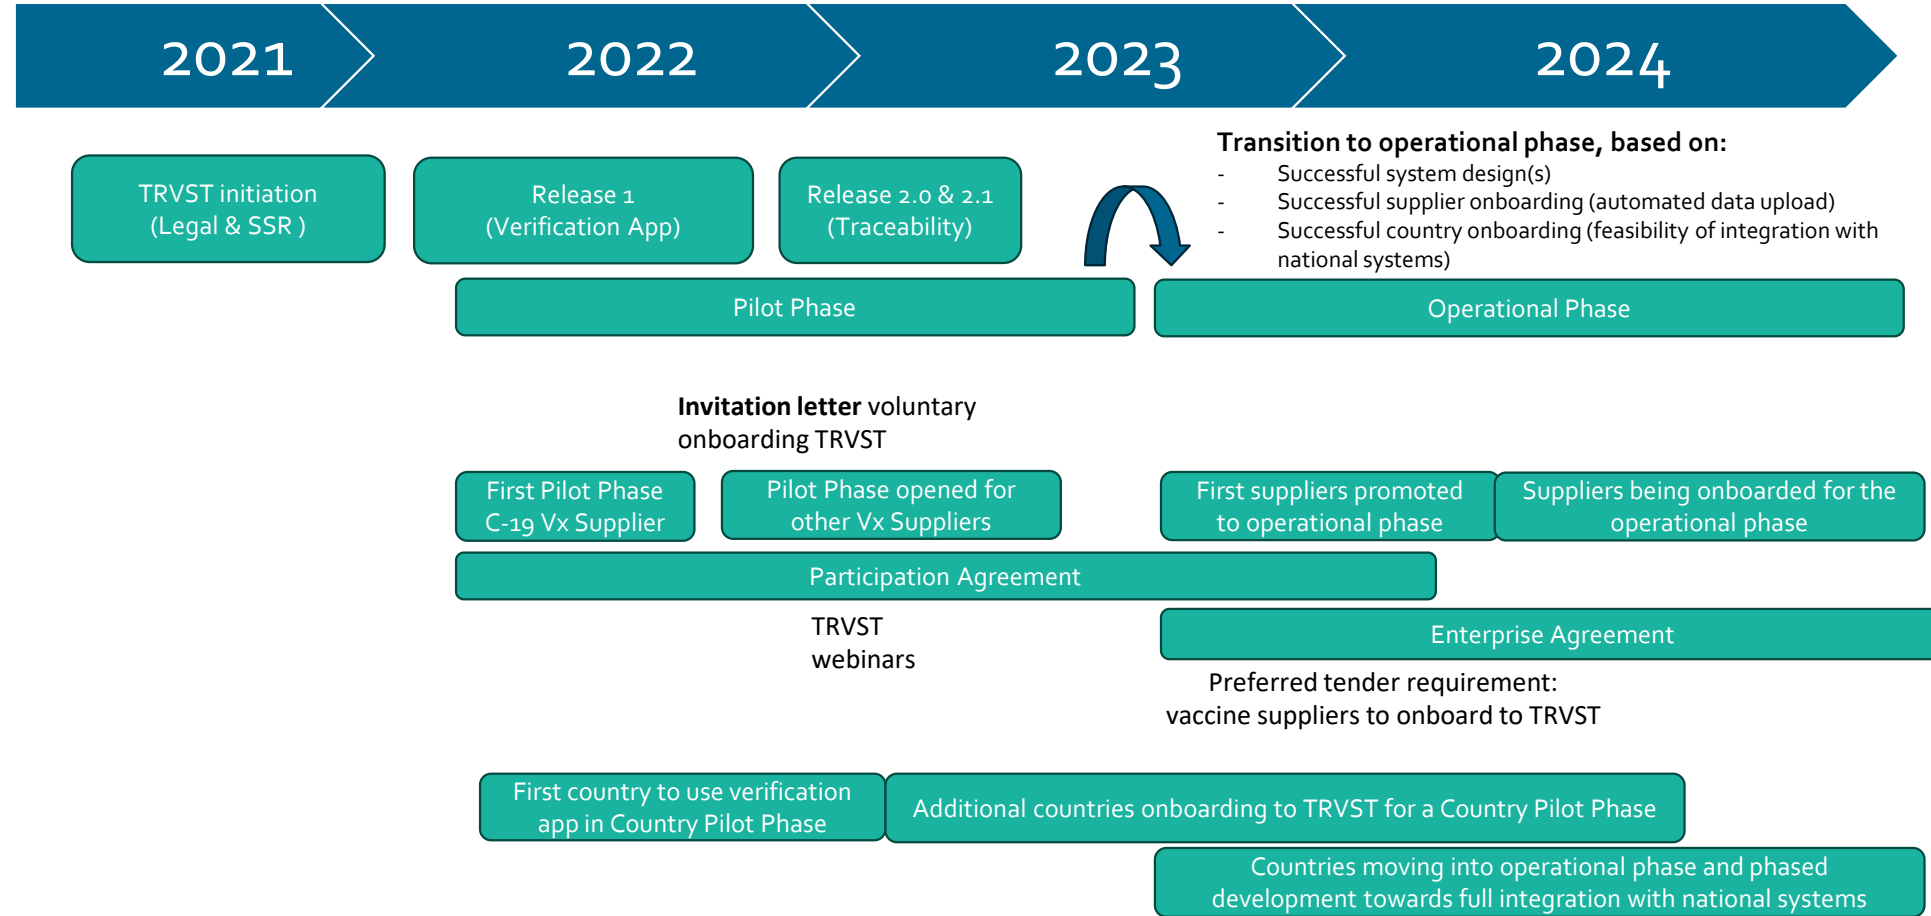 2021
2022
2023
2024
TRVST initiation
(Legal & SSR )
Release 1
(Verification App)
Release 2.0 & 2.1
(Traceability)
Transition to operational phase, based on:
- Successful system design(s)
- Successful supplier onboarding (automated data upload)
- Successful country onboarding (feasibility of integration with
national systems)
Pilot Phase
Operational Phase
Invitation letter voluntary
onboarding TRVST
First Pilot Phase
C-19 Vx Supplier
Pilot Phase opened for
other Vx Suppliers
First suppliers promoted
to operational phase
Suppliers being onboarded for the
operational phase
Participation Agreement
TRVST
webinars
Enterprise Agreement
Preferred tender requirement:
vaccine suppliers to onboard to TRVST
First country to use verification
app in Country Pilot Phase
Additional countries onboarding to TRVST for a Country Pilot Phase
Countries moving into operational phase and phased
development towards full integration with national systems